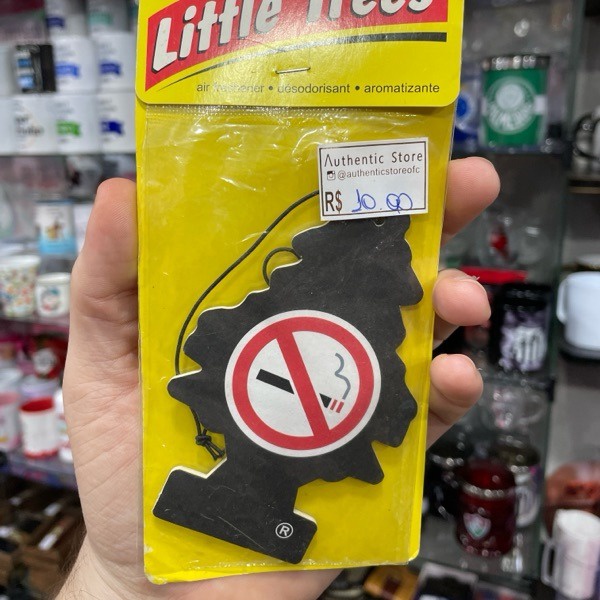 Little Trees
air freshener • desodorisant • aromatizante
Authentic Store
@authenticstoreofc
R$ 10.00
®